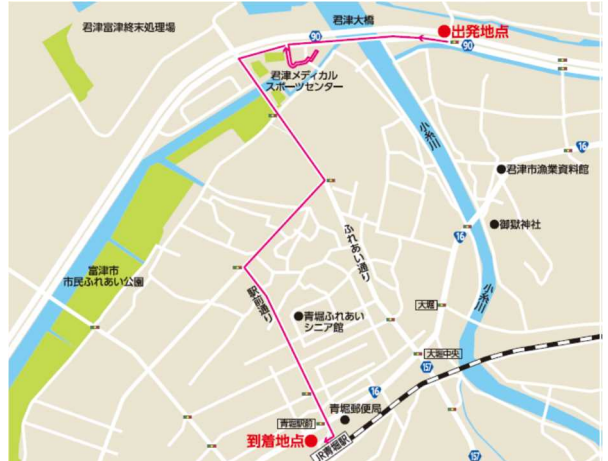 君津富津終末処理場
君津大橋
出発地点
90
90
君津メディカル
スポーツセンター
小糸川
16
君津市漁業資料館
御嶽神社
16
ふれあい通り
富津市
市民ふれあい公園
駅前通り
小糸川
青堀ふれあい
シニア館
大堀
大堀中央
157
16
青堀郵便局
青堀駅前
到着地点
JR青堀駅
157